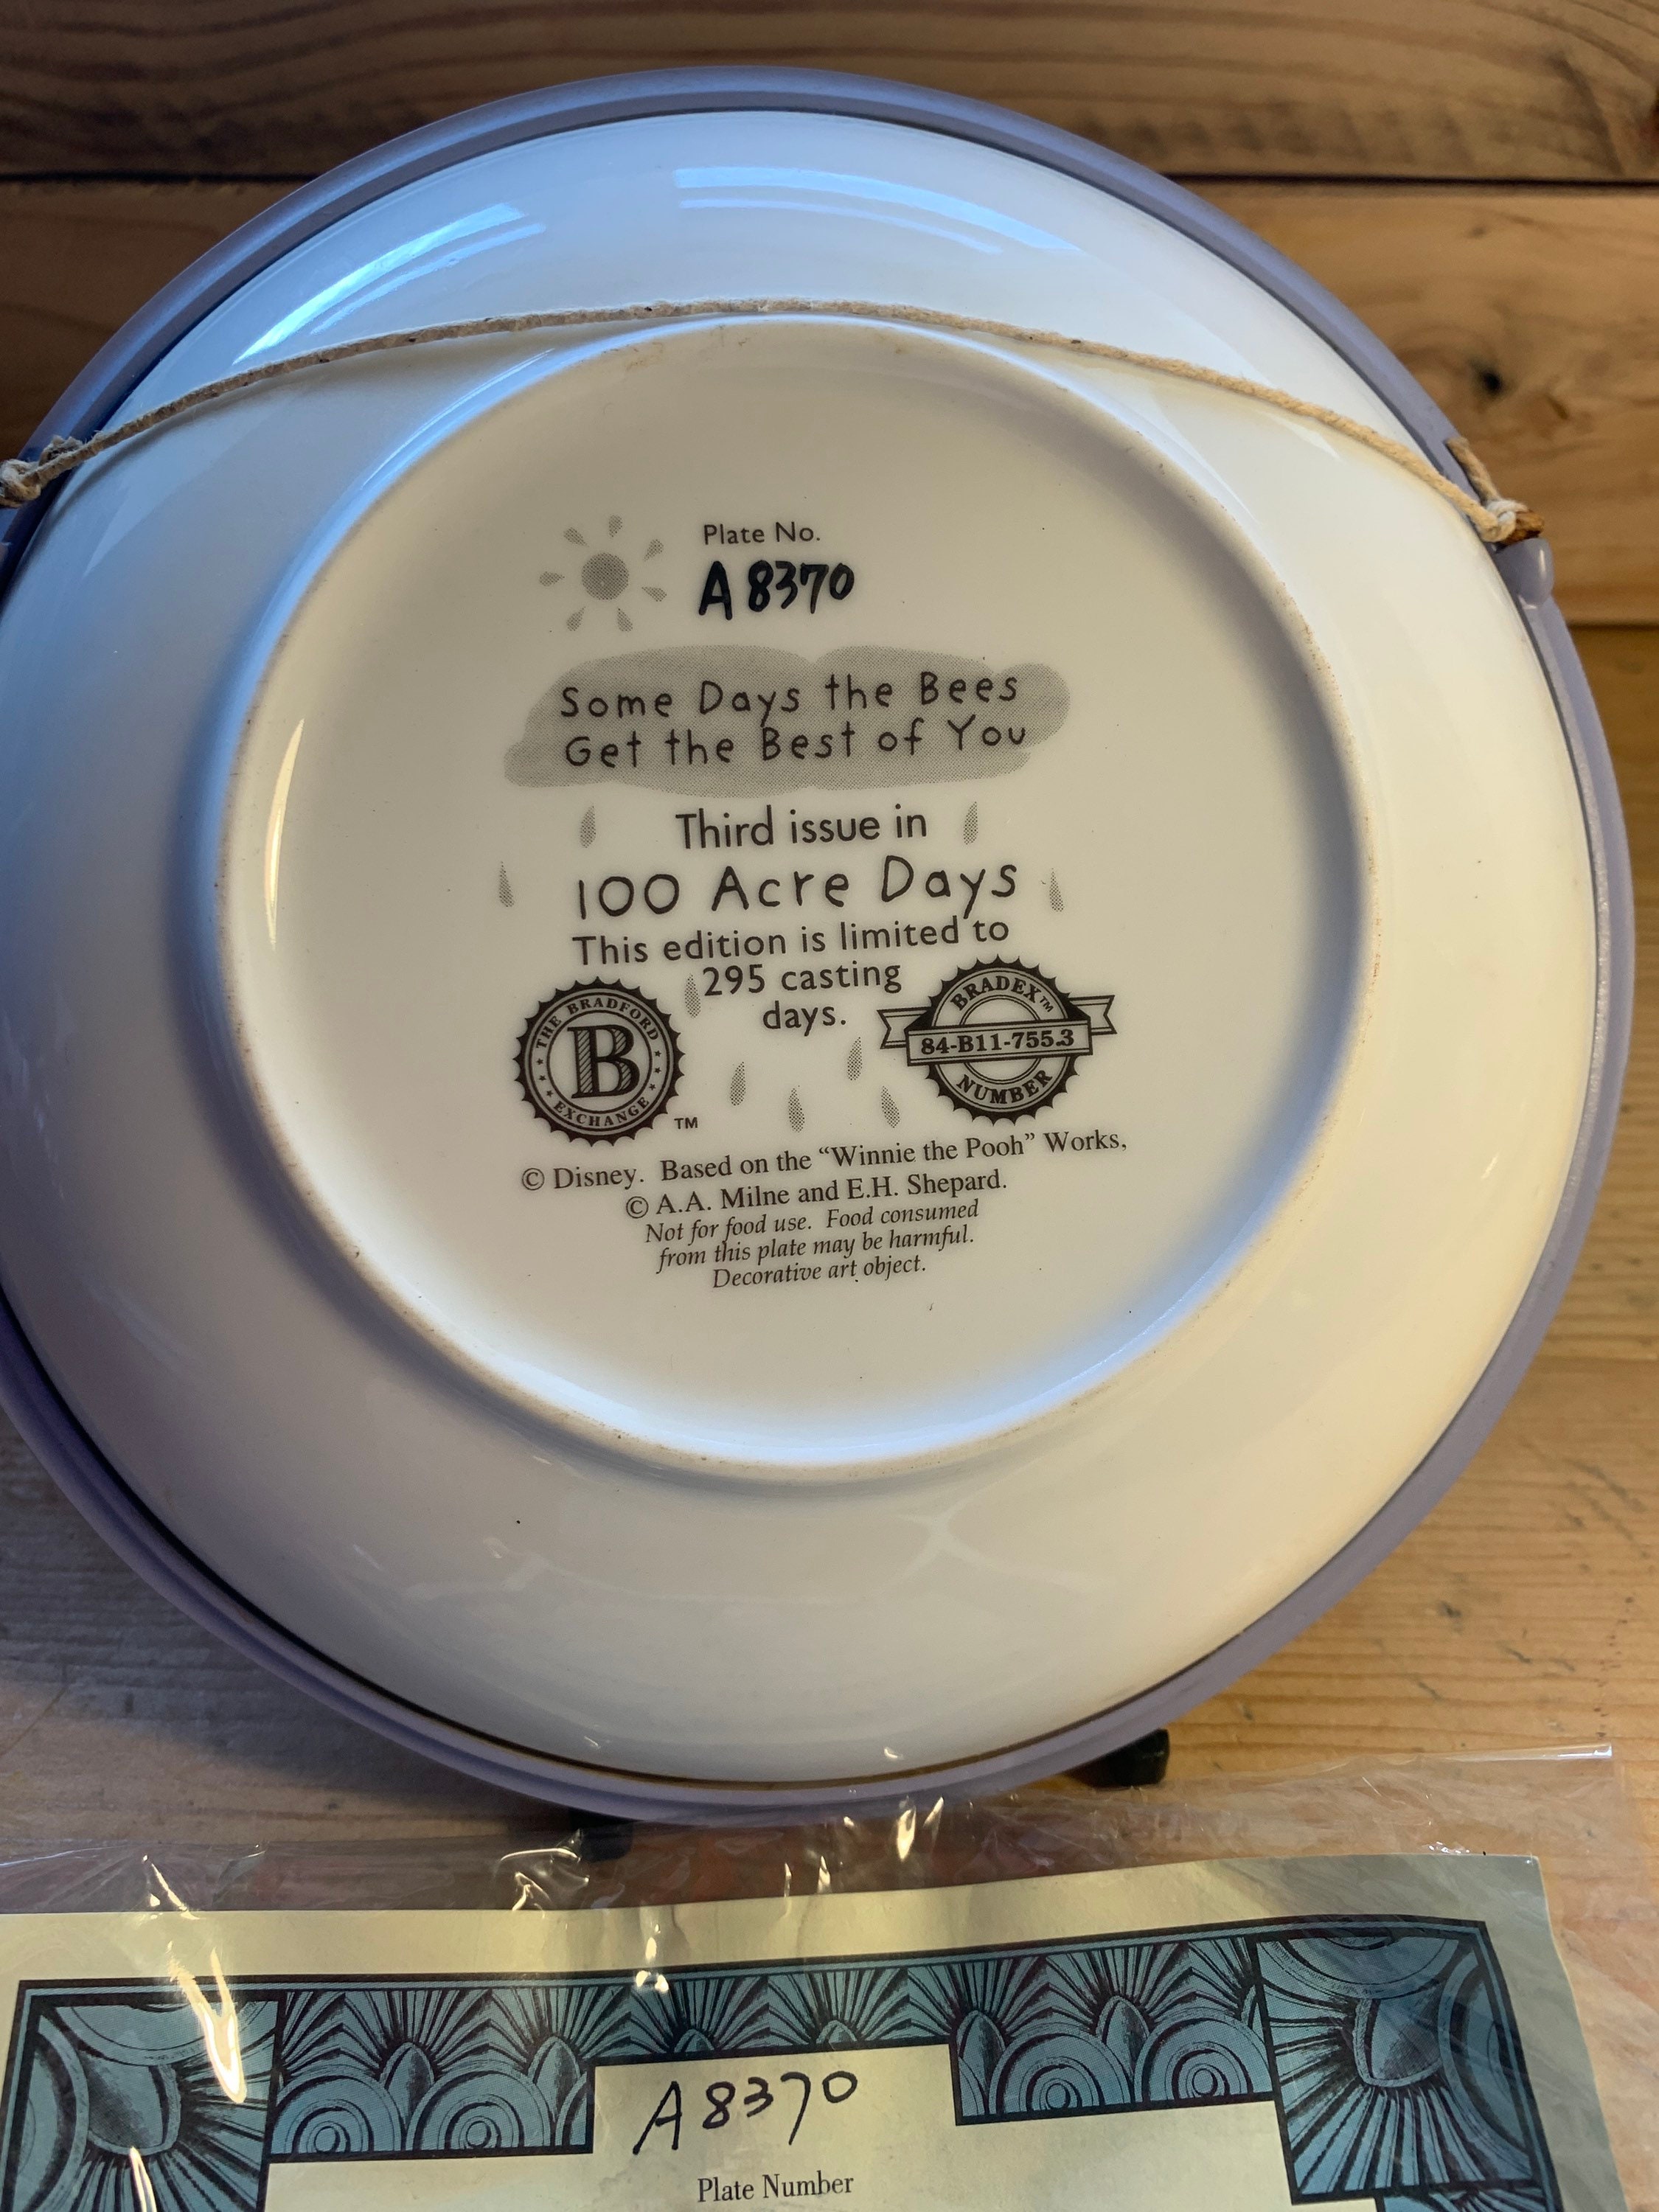 Plate No.
A 8370
Some Days the Bees
Get the Best of You
Third issue in
100 Acre Days
This edition is limited to
295 casting
days.
THE BRADFORD
B
EXCHANGE
™
BRADEX™
84-B11-755.3
NUMBER
© Disney. Based on the “Winnie the Pooh” Works,
© A.A. Milne and E.H. Shepard.
Not for food use. Food consumed
from this plate may be harmful.
Decorative art object.
A 8370
Plate Number